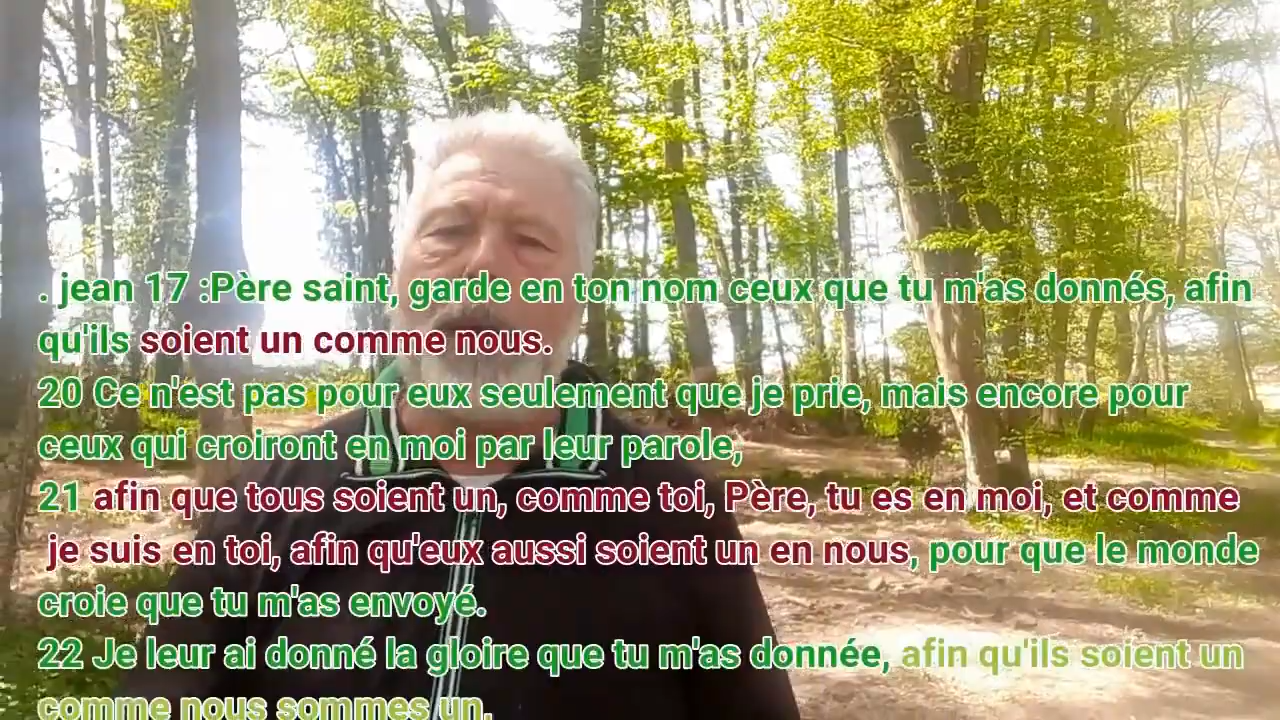 . jean 17 :Père saint, garde en ton nom ceux que tu m'as donnés, afin
qu'ils soient un comme nous.
20 Ce n'est pas pour eux seulement que je prie, mais encore pour
ceux qui croiront en moi par leur parole,
21 afin que tous soient un, comme toi, Père, tu es en moi, et comme
je suis en toi, afin qu'eux aussi soient un en nous, pour que le monde
croie que tu m'as envoyé.
22 Je leur ai donné la gloire que tu m'as donnée, afin qu'ils soient un
comme nous sommes un.